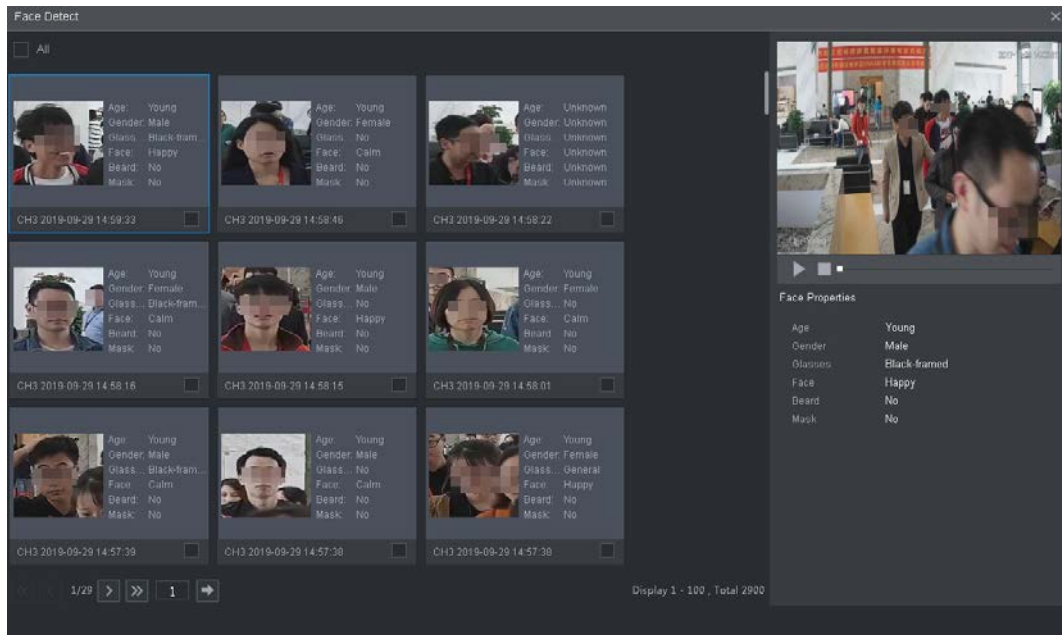 Face Detect
All
Age: Young
Gender: Male
Glass... Black-fram...
Face: Happy
Beard: No
Mask: No
CH3 2019-09-29 14:59:33
Age: Young
Gender: Female
Glass... No
Face: Calm
Beard: No
Mask: No
CH3 2019-09-29 14:58:46
Age: Unknown
Gender: Unknown
Glass... Unknown
Face: Unknown
Beard: Unknown
Mask: Unknown
CH3 2019-09-29 14:58:22
Age: Young
Gender: Female
Glass... Black-fram...
Face: Calm
Beard: No
Mask: No
CH3 2019-09-29 14:58:16
Age: Young
Gender: Male
Glass... No
Face: Happy
Beard: No
Mask: No
CH3 2019-09-29 14:58:15
Age: Young
Gender: Female
Glass... No
Face: Calm
Beard: No
Mask: No
CH3 2019-09-29 14:58:01
Age: Young
Gender: Male
Glass... Black-fram...
Face: Calm
Beard: No
Mask: No
CH3 2019-09-29 14:57:39
Age: Young
Gender: Male
Glass... No
Face: Calm
Beard: No
Mask: No
CH3 2019-09-29 14:57:38
Age: Young
Gender: Female
Glass... General
Face: Happy
Beard: No
Mask: No
CH3 2019-09-29 14:57:38
1/29
1
Display 1 - 100 , Total 2900
Face Properties
Age Young
Gender Male
Glasses Black-framed
Face Happy
Beard No
Mask No